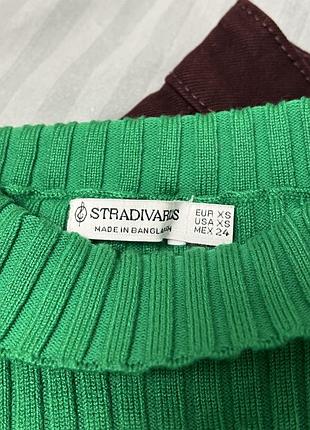 STRADIVARIUS
MADE IN BANGLADESH
EUR XS
USA XS
MEX 24